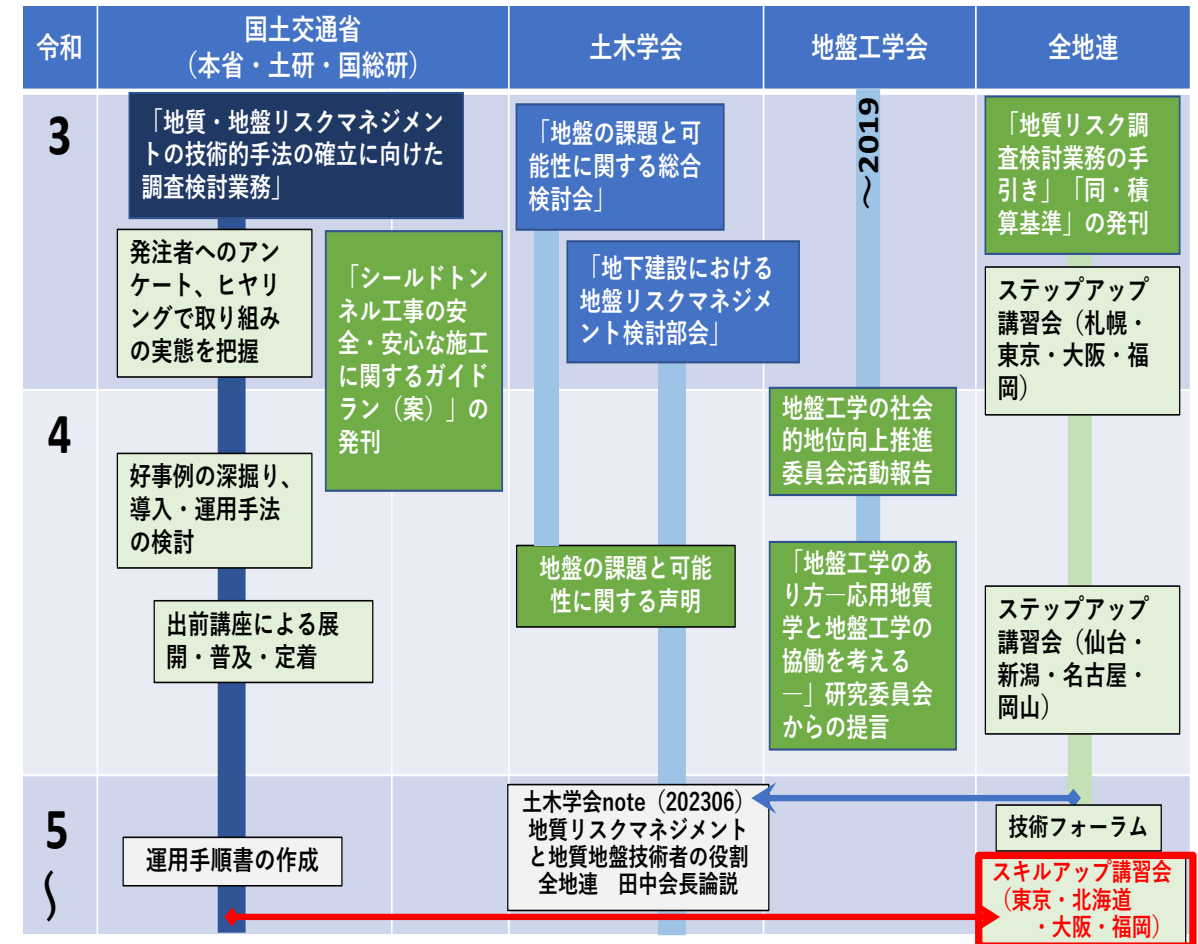 令和
国土交通省
（本省・土研・国総研）
土木学会
地盤工学会
全地連
3
「地質・地盤リスクマネジメン
トの技術的手法の確立に向けた
調査検討業務」
発注者へのアン
ケート、ヒヤリ
ングで取り組み
の実態を把握
「シールドトン
ネル工事の安
全・安心な施工
に関するガイド
ラン（案）」の
発刊
「地盤の課題と可
能性に関する総合
検討会」
「地下建設における
地盤リスクマネジメ
ント検討部会」
～2019
「地質リスク調
査検討業務の手
引き」「同・積
算基準」の発刊
ステップアップ
講習会（札幌・
東京・大阪・福
岡）
4
好事例の深掘り、
導入・運用手法
の検討
出前講座による展
開・普及・定着
地盤の課題と可能
性に関する声明
地盤工学の社会
的地位向上推進
委員会活動報告
「地盤工学のあ
り方―応用地質
学と地盤工学の
協働を考える
―」研究委員会
からの提言
ステップアップ
講習会（仙台・
新潟・名古屋・
岡山）
5
～
運用手順書の作成
土木学会note（202306）
地質リスクマネジメント
と地質地盤技術者の役割
全地連　田中会長論説
技術フォーラム
スキルアップ講習会
（東京・北海道
・大阪・福岡）